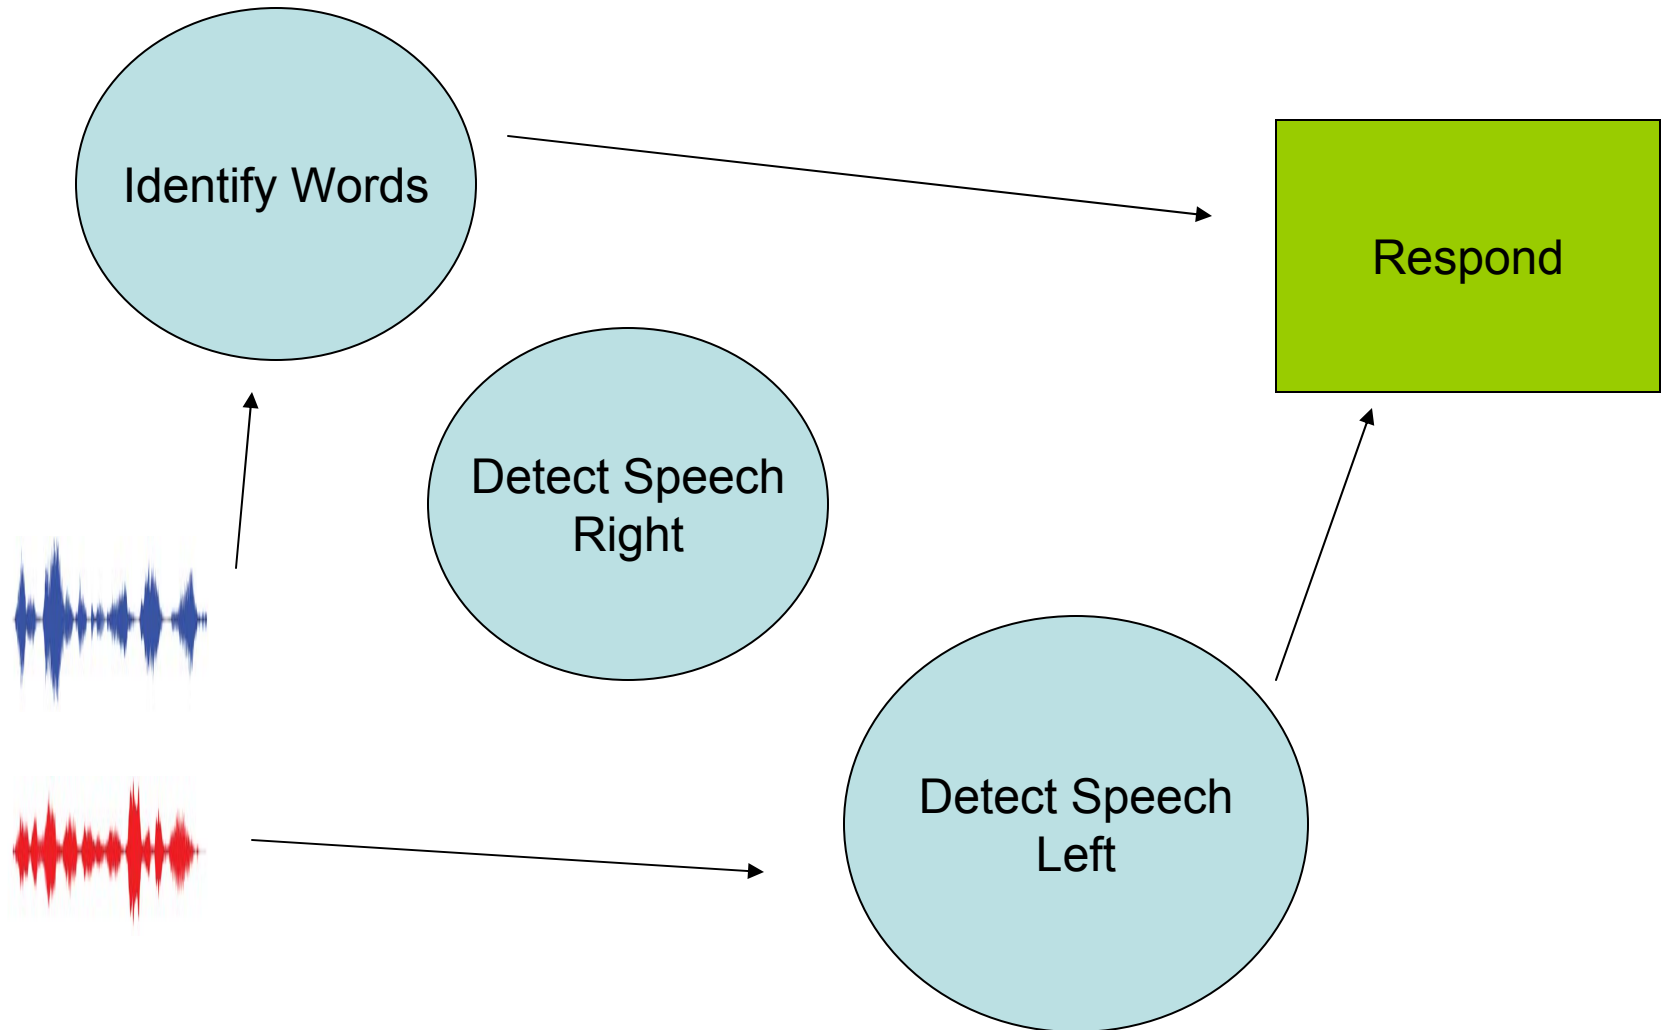 Identify Words
Respond
Detect Speech
Right
Detect Speech
Left